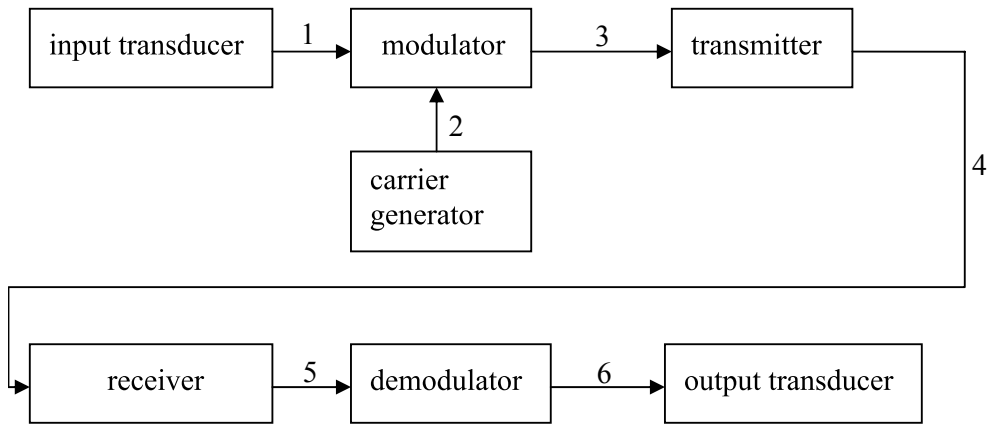 input transducer
1
modulator
3
transmitter
2
carrier
generator
4
receiver
5
demodulator
6
output transducer